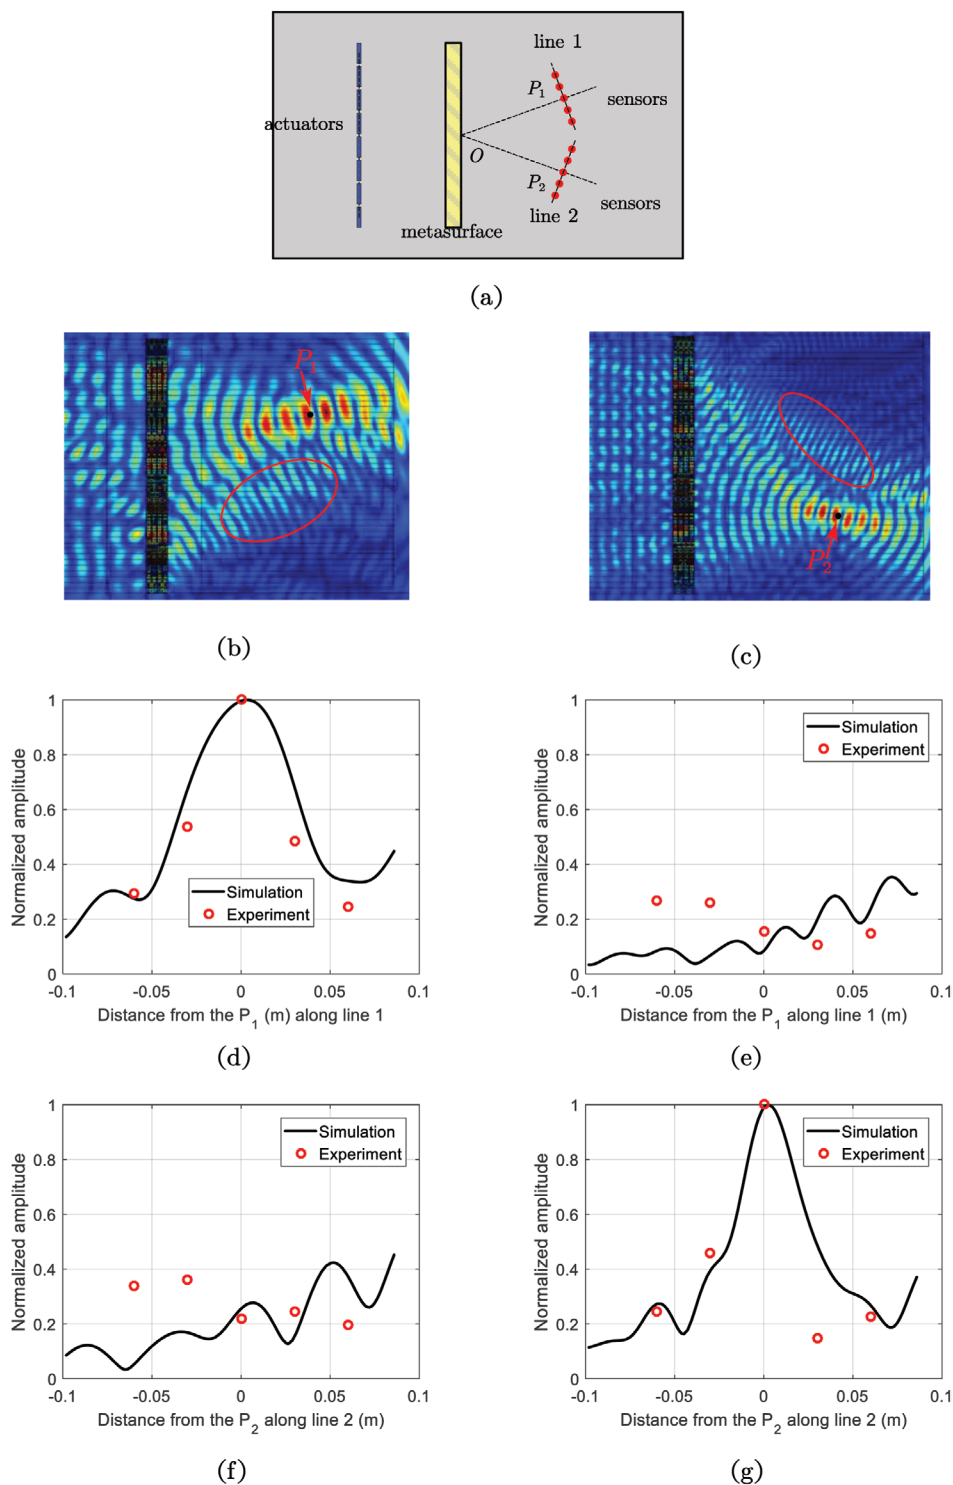 line 1
P1
sensors
actuators
O
P2
sensors
line 2
metasurface
(a)
P1
P2
(b)
(c)
Normalized amplitude
1
0.8
0.6
0.4
0.2
0
Simulation
Experiment
-0.1 -0.05 0 0.05 0.1
Distance from the P1 (m) along line 1
(d)
Normalized amplitude
1
0.8
0.6
0.4
0.2
0
Simulation
Experiment
-0.1 -0.05 0 0.05 0.1
Distance from the P1 along line 1 (m)
(e)
Normalized amplitude
1
0.8
0.6
0.4
0.2
0
Simulation
Experiment
-0.1 -0.05 0 0.05 0.1
Distance from the P2 along line 2 (m)
(f)
Normalized amplitude
1
0.8
0.6
0.4
0.2
0
Simulation
Experiment
-0.1 -0.05 0 0.05 0.1
Distance from the P2 along line 2 (m)
(g)